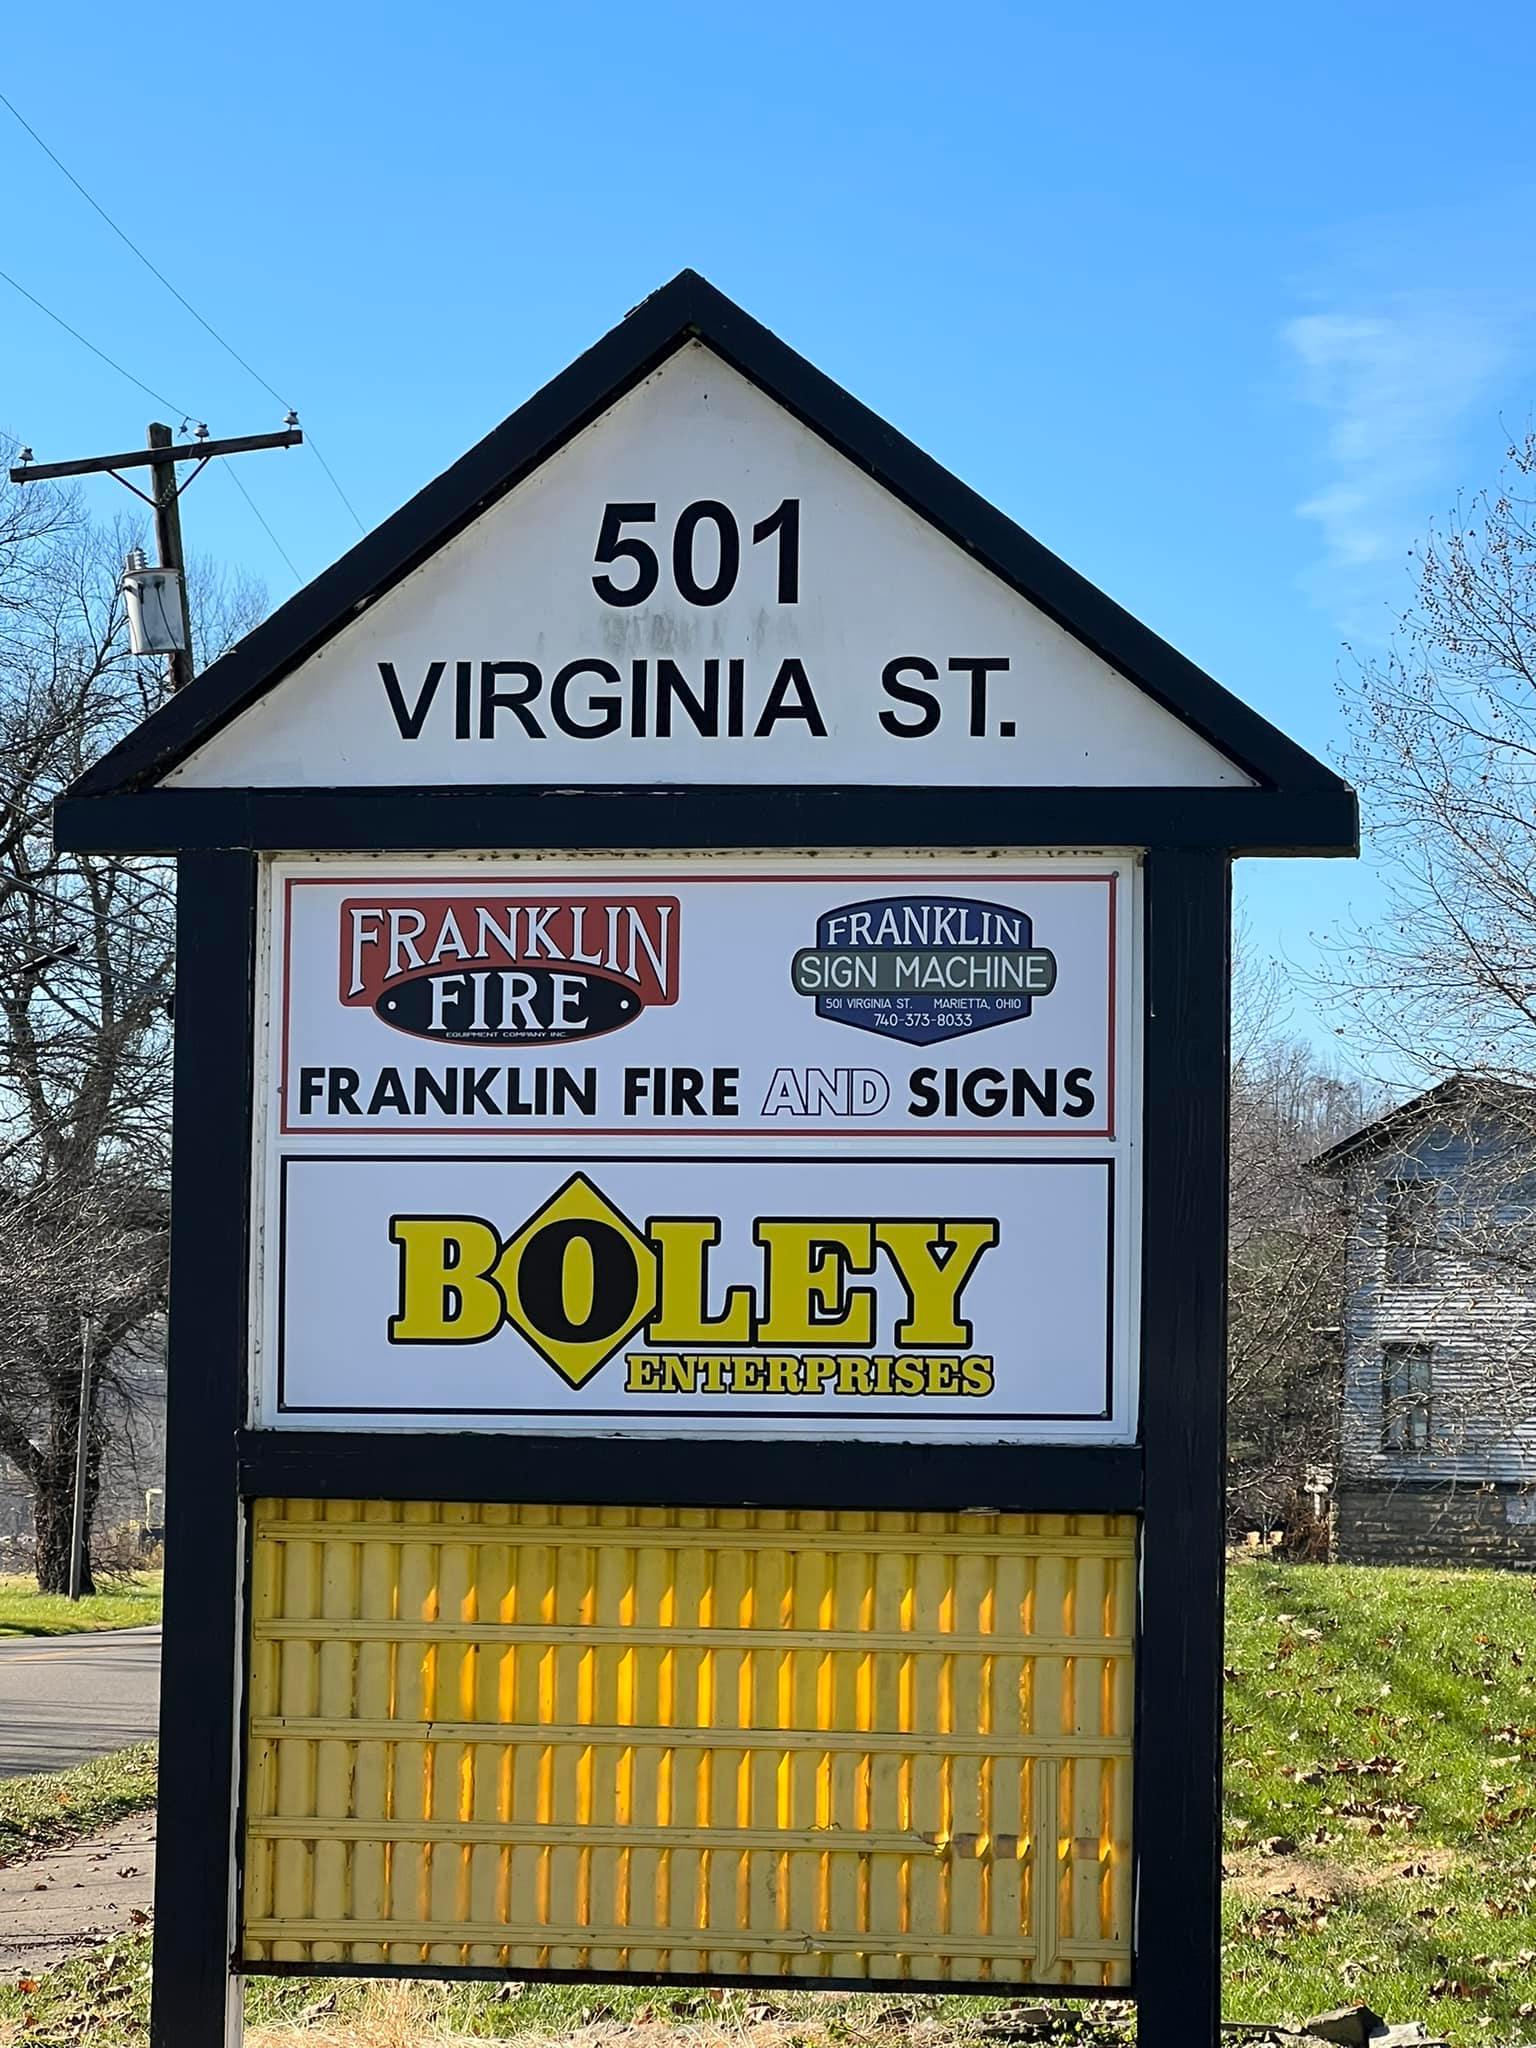 501
VIRGINIA ST.
FRANKLIN
FIRE
EQUIPMENT COMPANY INC.
FRANKLIN
SIGN MACHINE
501 VIRGINIA ST. MARIETTA, OHIO
740-373-8033
FRANKLIN FIRE AND SIGNS
BOLEY
ENTERPRISES